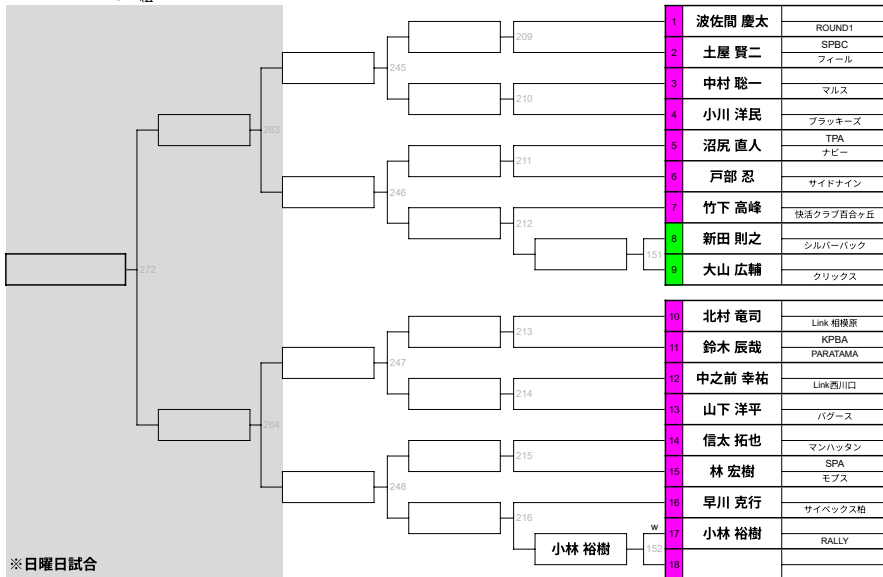 1 波佐間 慶太 ROUND1
209
2 土屋 賢二 SPBC フィール
245
3 中村 聡一 マルス
210
4 小川 洋民 ブラッキーズ
263
5 沼尻 直人 TPA ナビー
211
6 戸部 忍 サイドナイン
246
7 竹下 高峰 快活クラブ百合ヶ丘
212
8 新田 則之 シルバーバック
151
9 大山 広輔 クリックス
272
10 北村 竜司 Link 相模原
213
11 鈴木 辰哉 KPBA PARATAMA
247
12 中之前 幸祐 Link西川口
214
13 山下 洋平 バグース
264
14 信太 拓也 マンハッタン
215
15 林 宏樹 SPA モブス
248
16 早川 克行 サイベックス柏
216
w
17 小林 裕樹 RALLY
小林 裕樹 152
18
※日曜日試合